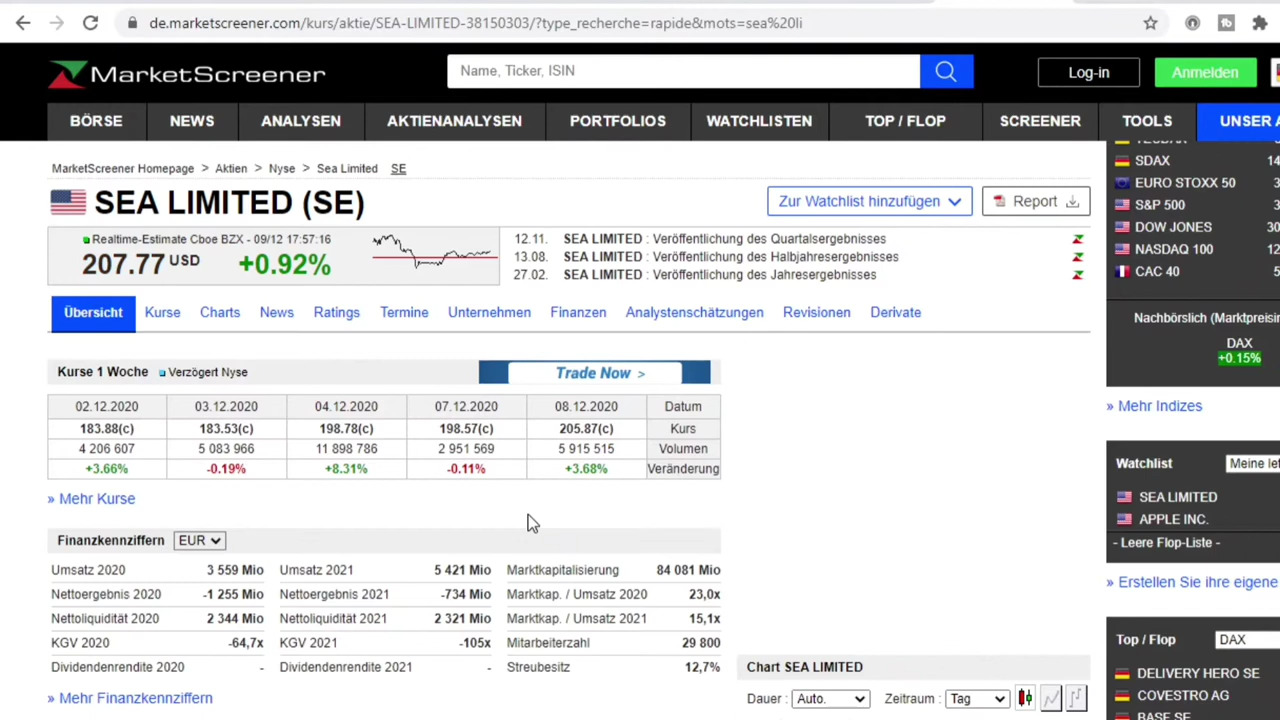 de.marketscreener.com/kurs/aktie/SEA-LIMITED-38150303/?type_recherche=rapide&mots=sea%20li
MarketScreener
Name, Ticker, ISIN
Log-in
Anmelden
BÖRSE NEWS ANALYSEN AKTIENANALYSEN PORTFOLIOS WATCHLISTEN TOP / FLOP SCREENER TOOLS UNSER A
MarketScreener Homepage > Aktien > Nyse > Sea Limited SE
SEA LIMITED (SE)
Zur Watchlist hinzufügen
Report
Realtime-Estimate Cboe BZX - 09/12 17:57:16
207.77 USD +0.92%
12.11. SEA LIMITED : Veröffentlichung des Quartalsergebnisses
13.08. SEA LIMITED : Veröffentlichung des Halbjahresergebnisses
27.02. SEA LIMITED : Veröffentlichung des Jahresergebnisses
Übersicht Kurse Charts News Ratings Termine Unternehmen Finanzen Analystenschätzungen Revisionen Derivate
Kurse 1 Woche Verzögert Nyse
Trade Now >
02.12.2020 03.12.2020 04.12.2020 07.12.2020 08.12.2020 Datum
183.88(c) 183.53(c) 198.78(c) 198.57(c) 205.87(c) Kurs
4 206 607 5 083 966 11 898 786 2 951 569 5 915 515 Volumen
+3.66% -0.19% +8.31% -0.11% +3.68% Veränderung
» Mehr Kurse
Finanzkennziffern EUR
Umsatz 2020 3 559 Mio Umsatz 2021 5 421 Mio Marktkapitalisierung 84 081 Mio
Nettoergebnis 2020 -1 255 Mio Nettoergebnis 2021 -734 Mio Marktkap. / Umsatz 2020 23,0x
Nettoliquidität 2020 2 344 Mio Nettoliquidität 2021 2 321 Mio Marktkap. / Umsatz 2021 15,1x
KGV 2020 -64,7x KGV 2021 -105x Mitarbeiterzahl 29 800
Dividendenrendite 2020 - Dividendenrendite 2021 - Streubesitz 12,7%
» Mehr Finanzkennziffern
Chart SEA LIMITED
Dauer : Auto. Zeitraum : Tag
SDAX 14
EURO STOXX 50 3
S&P 500 3
DOW JONES 30
NASDAQ 100 12
CAC 40 5
Nachbörslich (Marktpreisin
DAX
+0.15%
» Mehr Indizes
Watchlist Meine let
SEA LIMITED
APPLE INC.
- Leere Flop-Liste -
» Erstellen Sie ihre eigene
Top / Flop DAX
DELIVERY HERO SE
COVESTRO AG
BASF SE